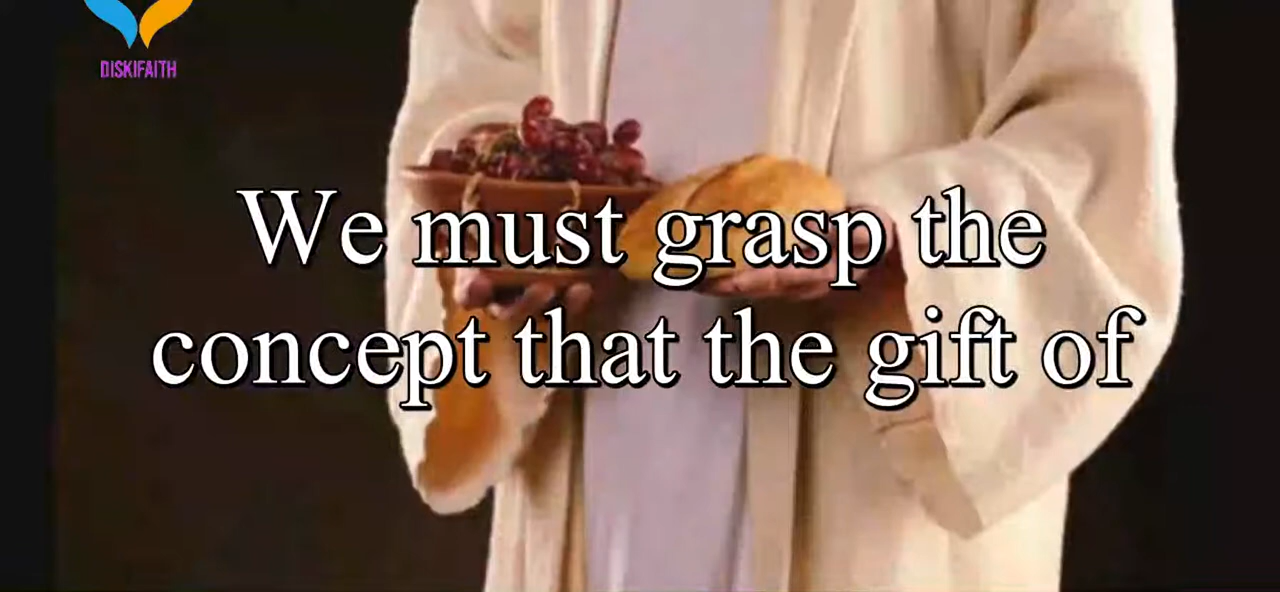 DISKIFAITH
We must grasp the
concept that the gift of